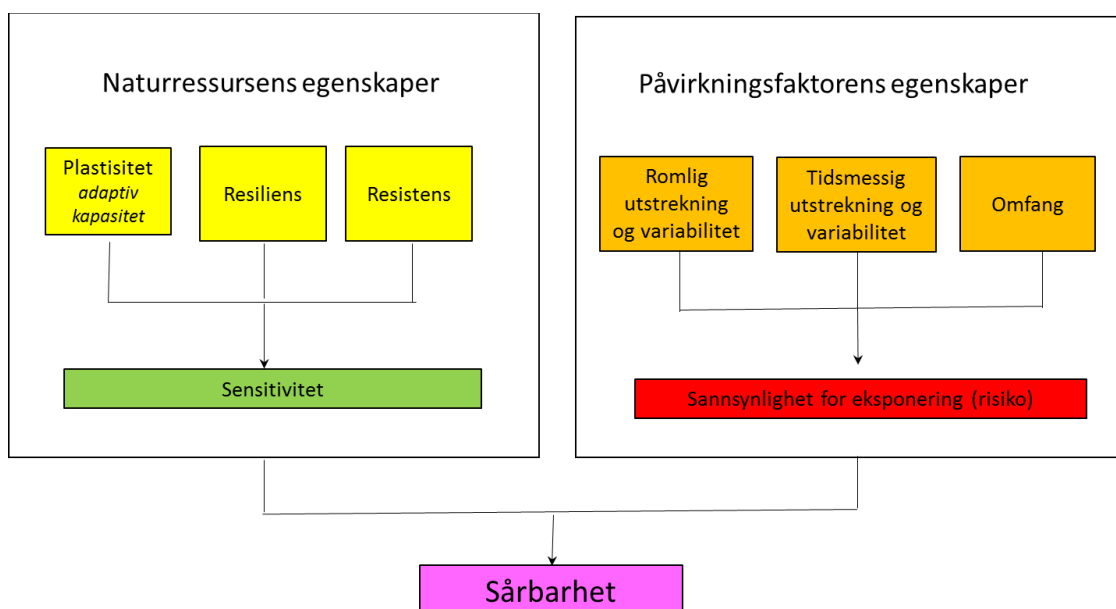 Naturressursens egenskaper
Plastisitet
adaptiv
kapasitet
Resiliens
Resistens
Sensitivitet
Påvirkningsfaktorens egenskaper
Romlig
utstrekning
og variabilitet
Tidsmessig
utstrekning og
variabilitet
Omfang
Sannsynlighet for eksponering (risiko)
Sårbarhet